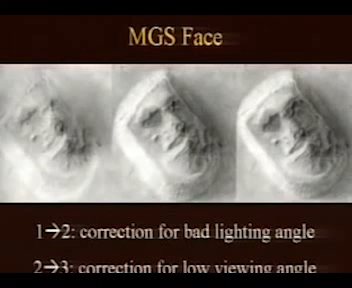 MGS Face
1→2: correction for bad lighting angle
2→3: correction for low viewing angle